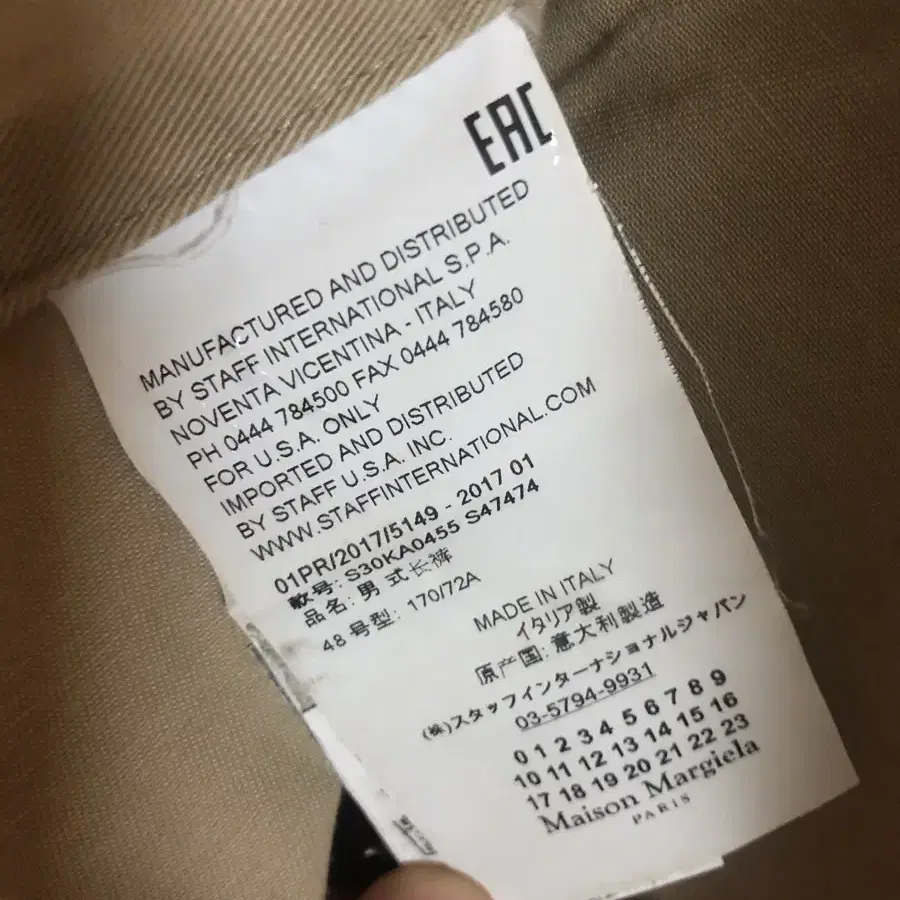 EAC
MANUFACTURED AND DISTRIBUTED
BY STAFF INTERNATIONAL S.P.A.
NOVENTA VICENTINA - ITALY
PH 0444 784500 FAX 0444 784580
FOR U.S.A. ONLY
IMPORTED AND DISTRIBUTED
BY STAFF U.S.A. INC.
WWW.STAFFINTERNATIONAL.COM
01PR/2017/5149 - 2017 01
款号: S30KA0455 S47474
品名: 男式长裤
48 号型: 170/72A
MADE IN ITALY
イタリア製
原产国: 意大利製造
(株)スタッフインターナショナルジャパン
03-5794-9931
0 1 2 3 4 5 6 7 8 9
10 11 12 13 14 15 16
17 18 19 20 21 22 23
Maison Margiela
PARIS